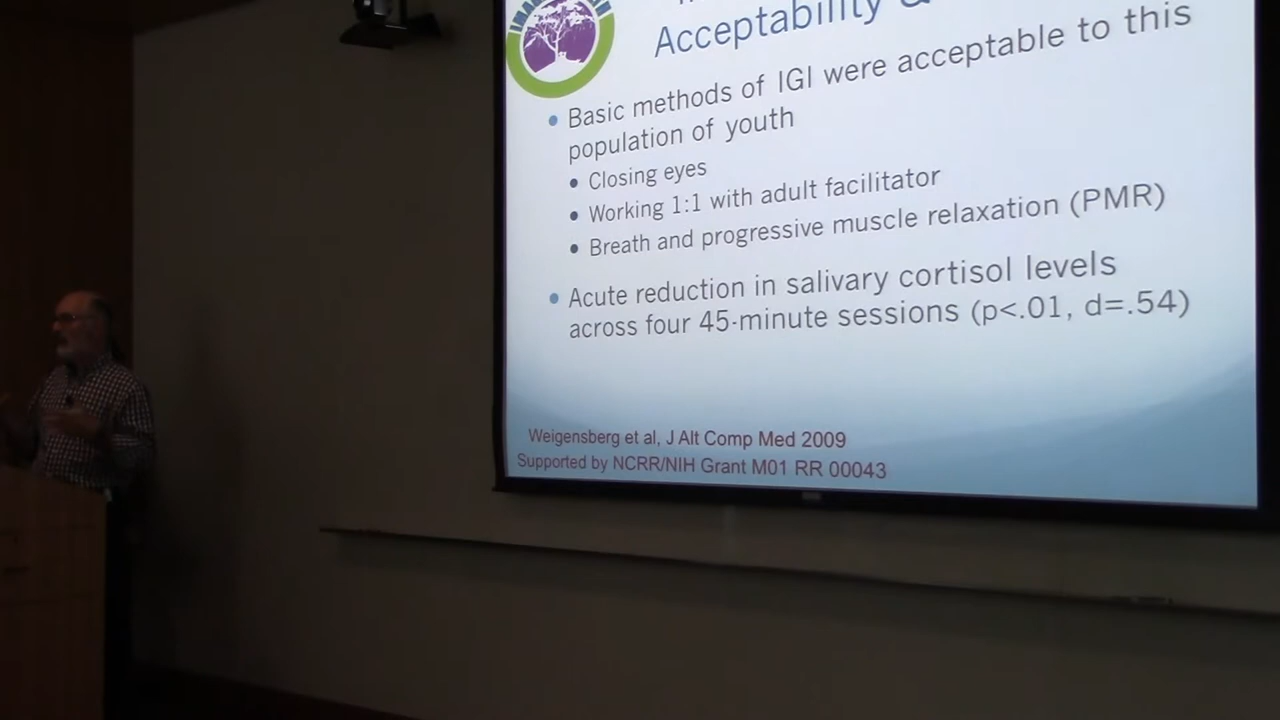 Acceptability &
Basic methods of IGI were acceptable to this
population of youth
Closing eyes
Working 1:1 with adult facilitator
Breath and progressive muscle relaxation (PMR)
Acute reduction in salivary cortisol levels
across four 45-minute sessions (p<.01, d=.54)
Weigensberg et al, J Alt Comp Med 2009
Supported by NCRR/NIH Grant M01 RR 00043